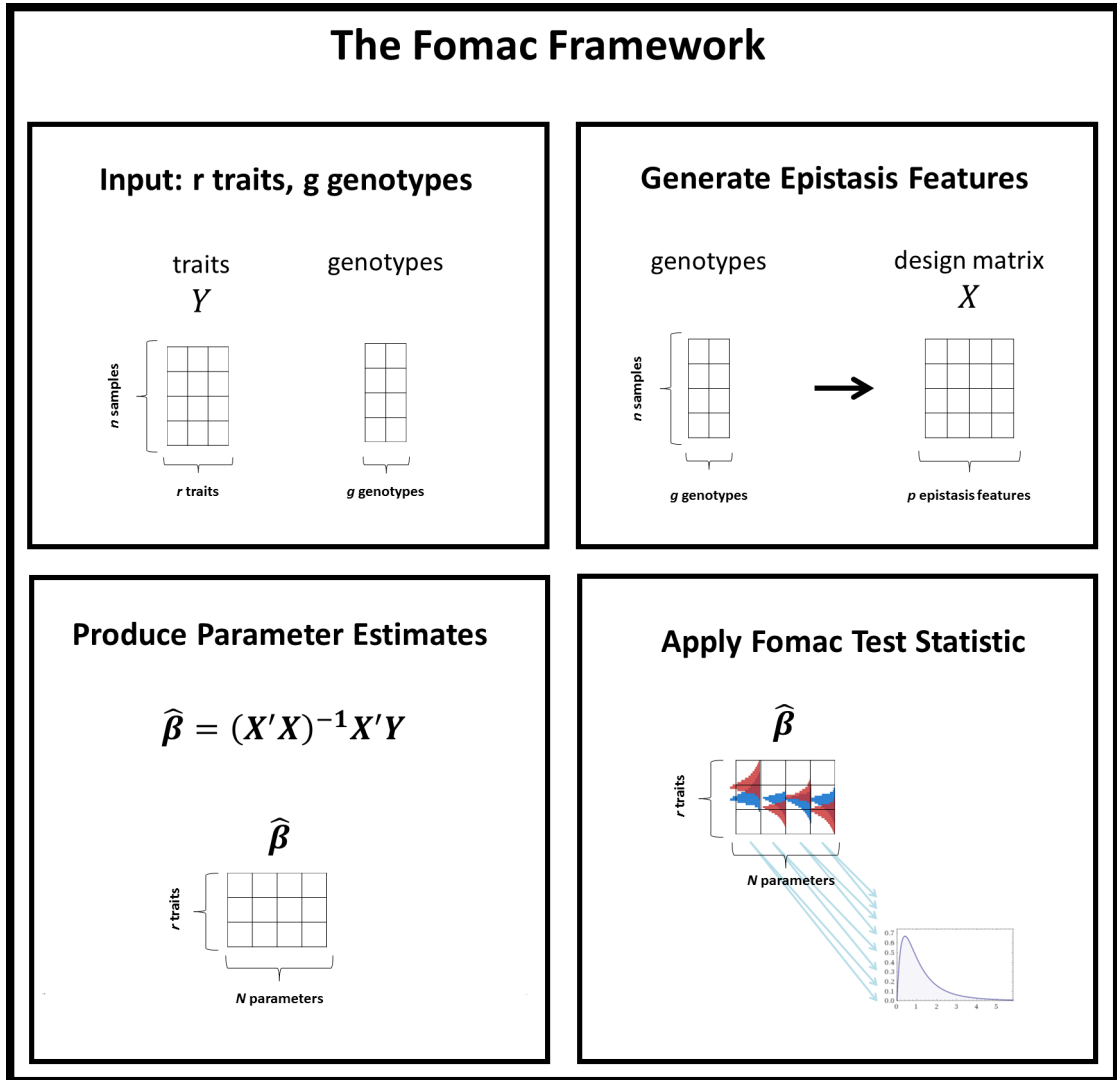 The Fomac Framework
Input: r traits, g genotypes
traits
genotypes
Y
n samples
r traits
g genotypes
Generate Epistasis Features
genotypes
design matrix
X
n samples
g genotypes
p epistasis features
Produce Parameter Estimates
β̂ = (X′X)⁻¹X′Y
β̂
r traits
N parameters
Apply Fomac Test Statistic
β̂
r traits
N parameters
0.7
0.6
0.5
0.4
0.3
0.2
0.1
0.0
0 1 2 3 4 5